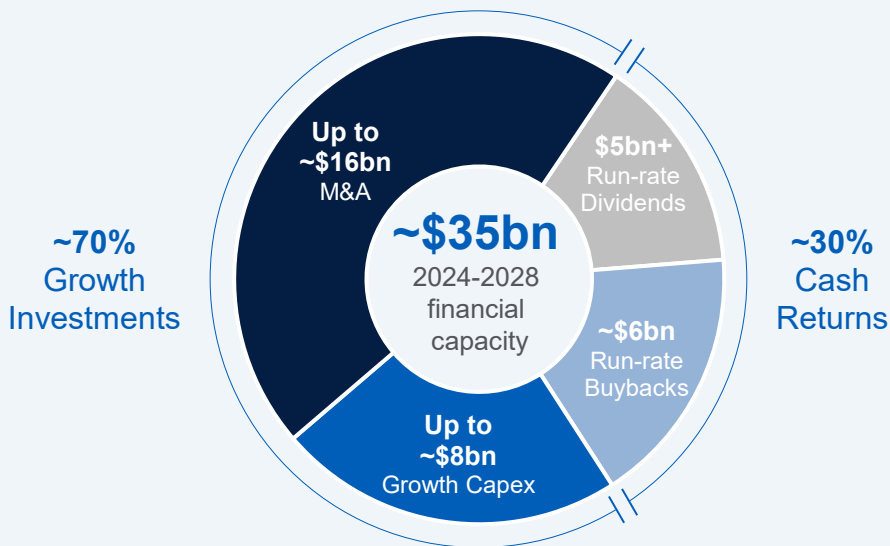 ~70%
Growth
Investments
Up to
~$16bn
M&A
$5bn+
Run-rate
Dividends
~$35bn
2024-2028
financial
capacity
~$6bn
Run-rate
Buybacks
Up to
~$8bn
Growth Capex
~30%
Cash
Returns